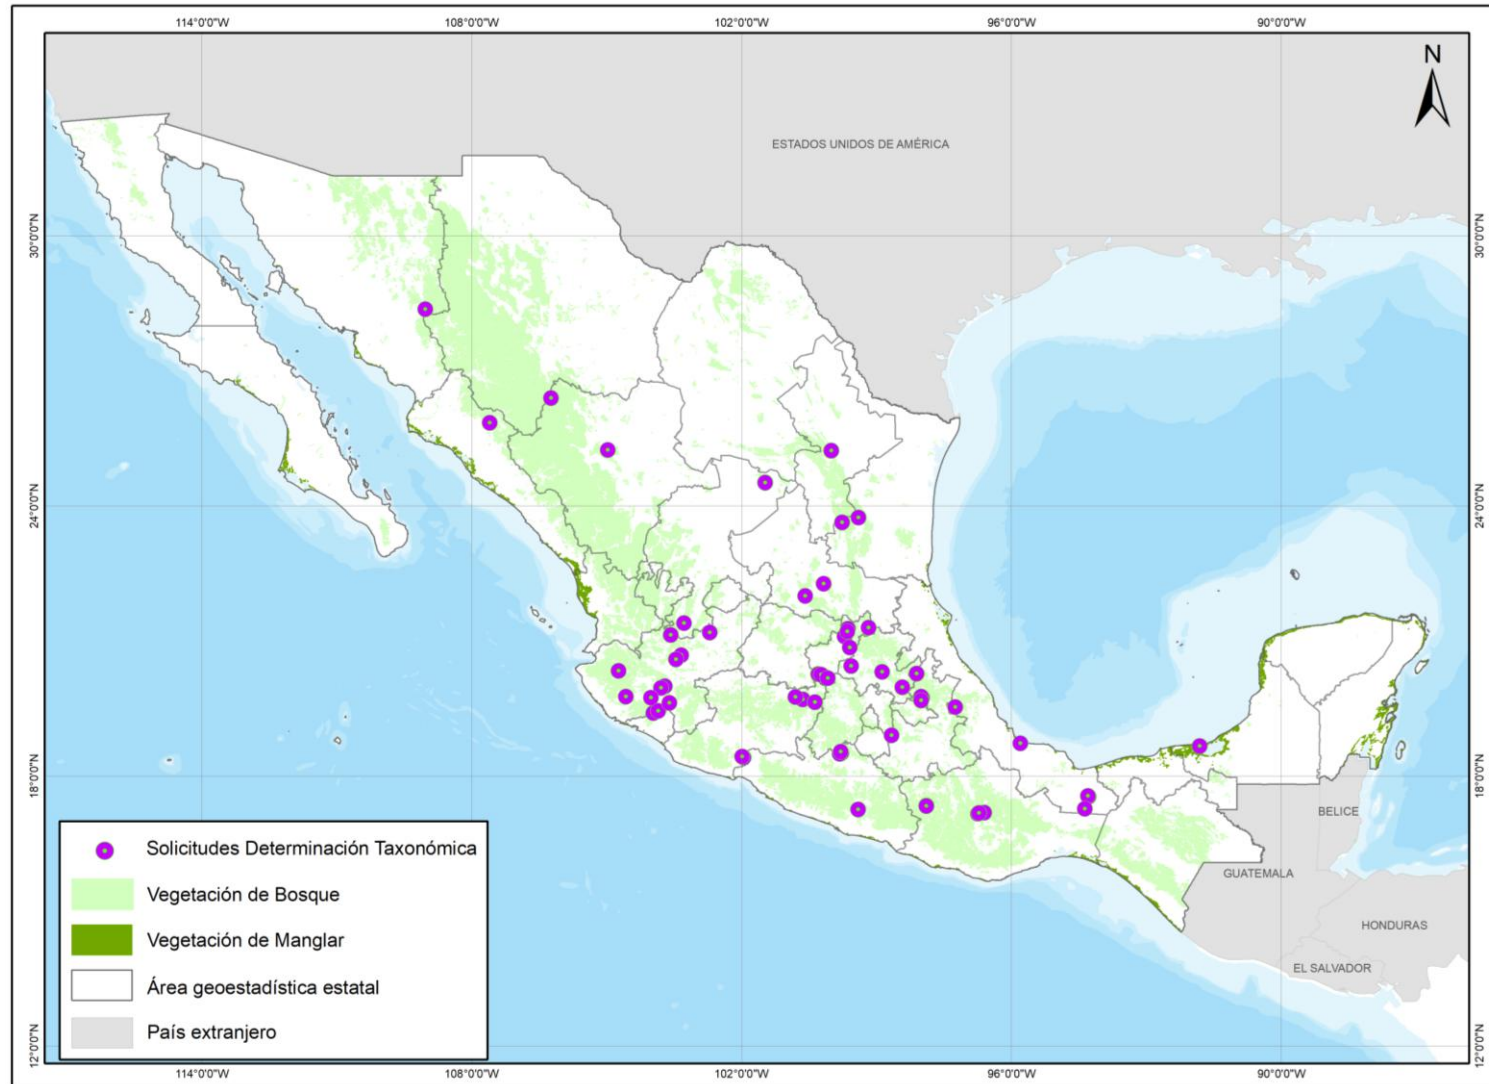 114°0'0"W 108°0'0"W 102°0'0"W 96°0'0"W 90°0'0"W
N
ESTADOS UNIDOS DE AMÉRICA
30°0'0"N 30°0'0"N
24°0'0"N 24°0'0"N
18°0'0"N 18°0'0"N
BELICE
GUATEMALA
HONDURAS
EL SALVADOR
Solicitudes Determinación Taxonómica
Vegetación de Bosque
Vegetación de Manglar
Área geoestadística estatal
País extranjero
12°0'0"N 12°0'0"N
114°0'0"W 108°0'0"W 102°0'0"W 96°0'0"W 90°0'0"W